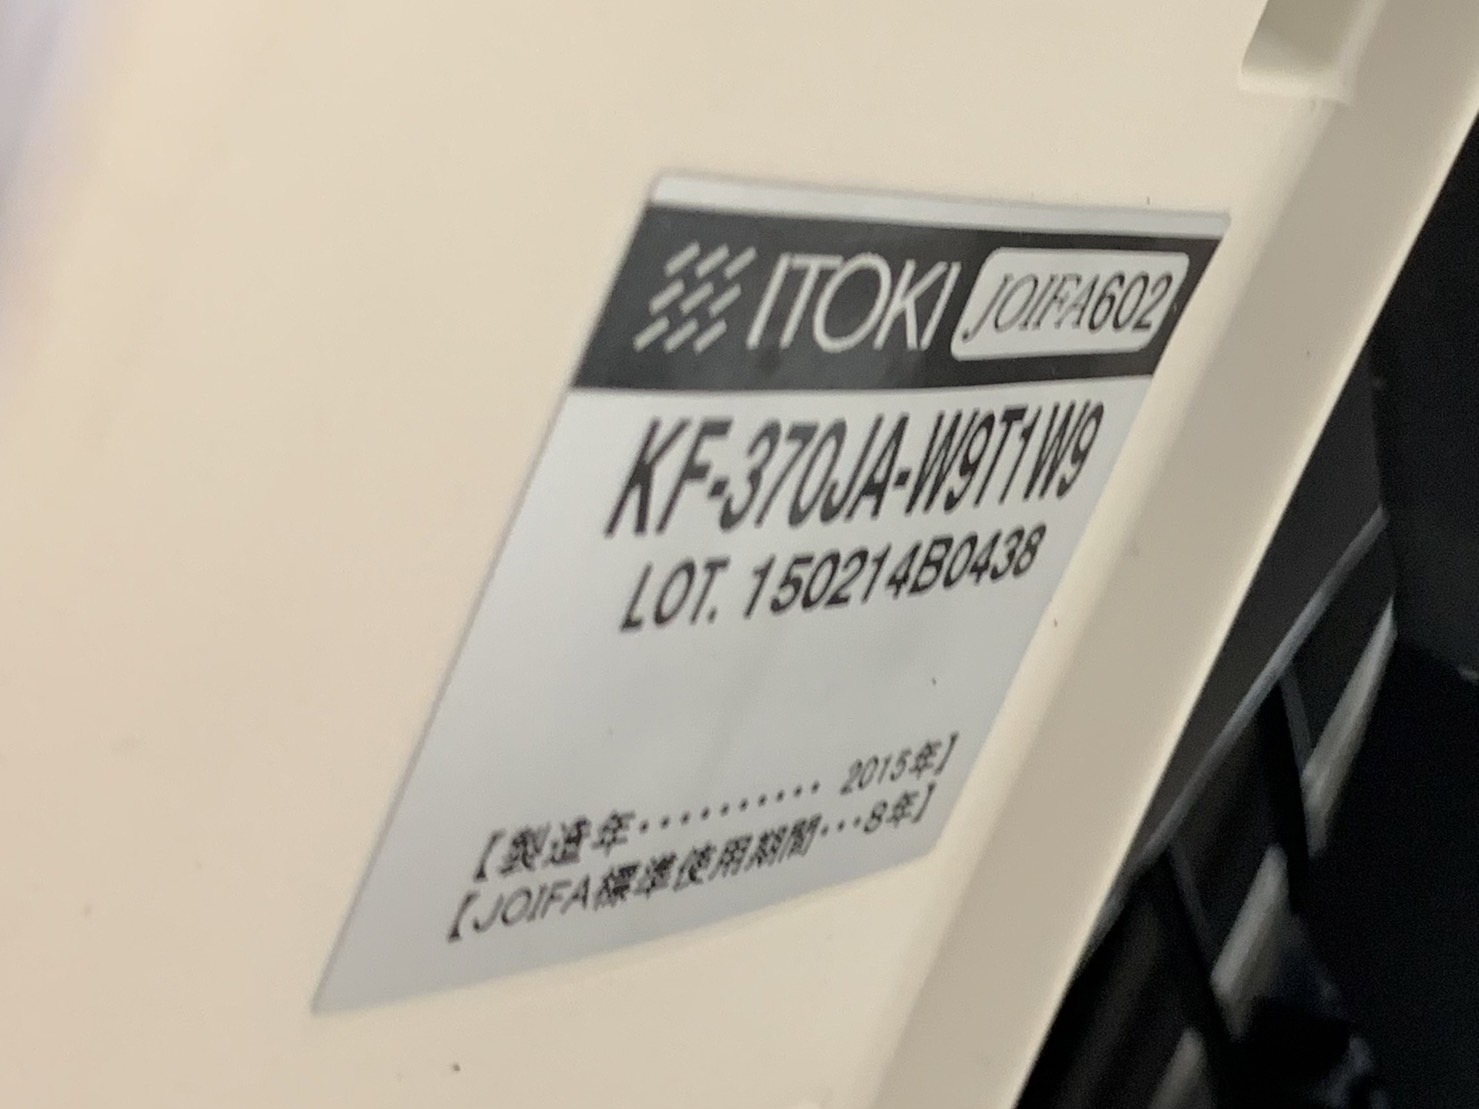 ITOKI JOIFA602
KF-370JA-W9T1W9
LOT. 150214B0438
【製造年・・・・・・・・・・ 2015年】
【JOIFA標準使用期間・・・8年】